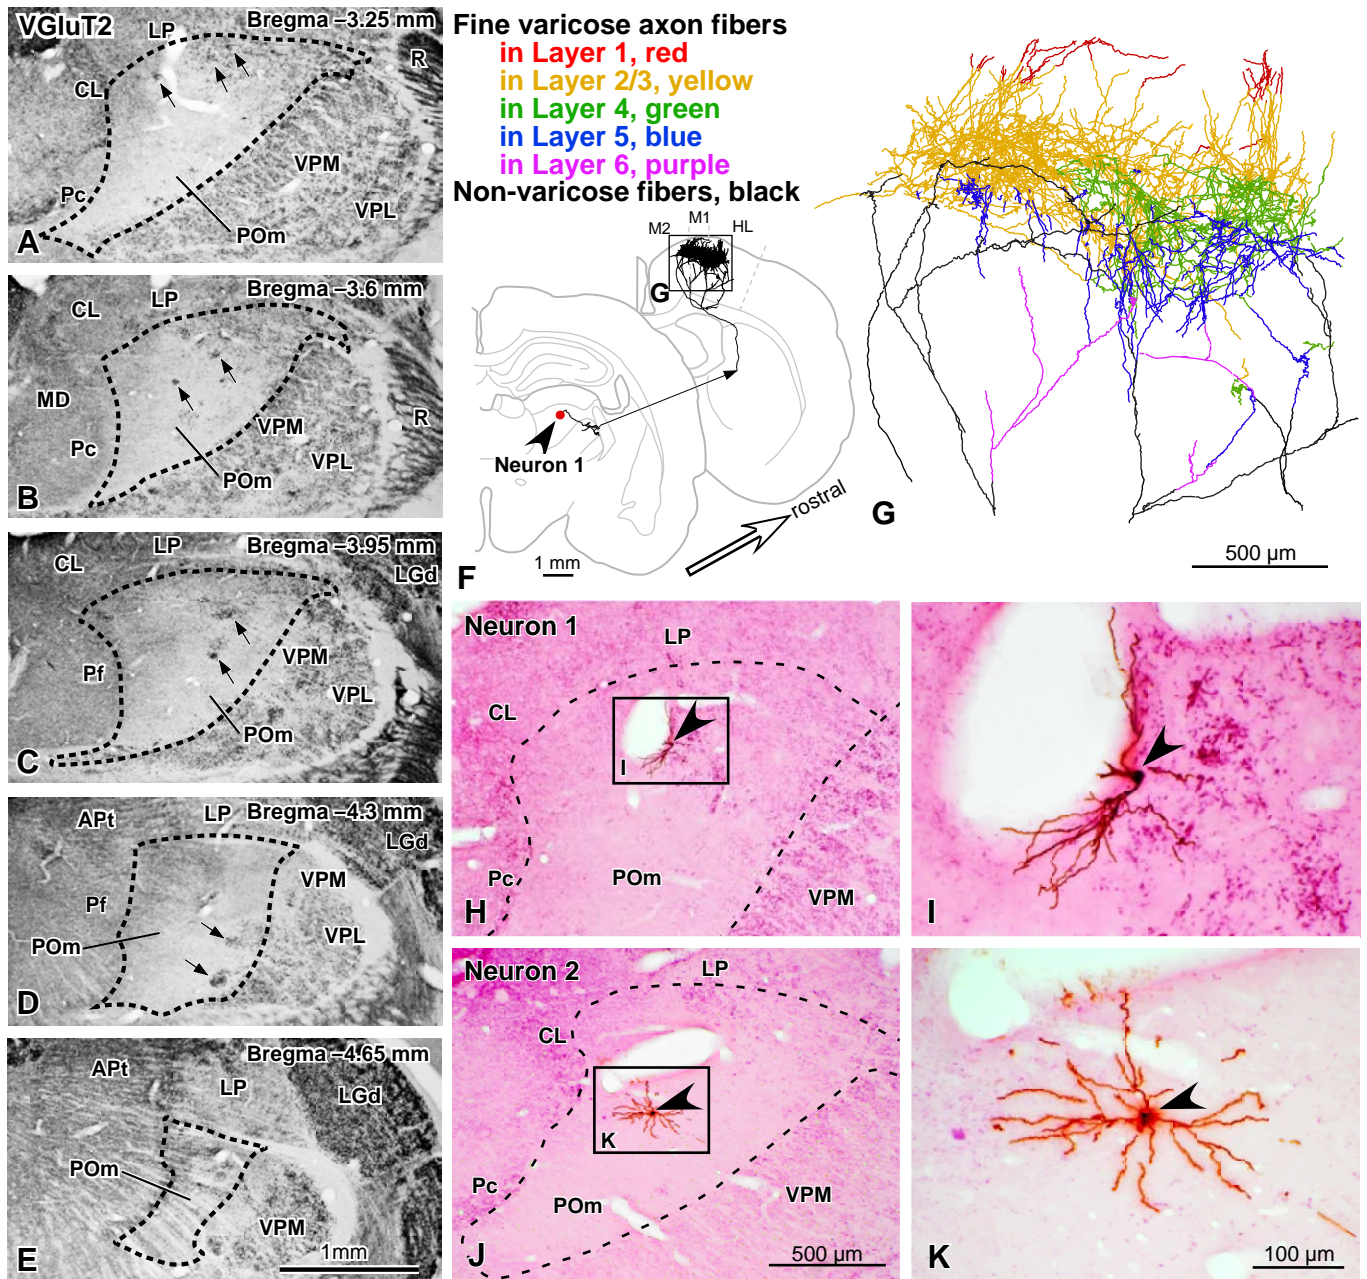 VGluT2
LP
Bregma –3.25 mm
R
CL
VPM
Pc
VPL
A
POm
LP
Bregma –3.6 mm
CL
MD
VPM
R
Pc
VPL
POm
B
LP
Bregma –3.95 mm
CL
LGd
Pf
VPM
VPL
POm
C
LP
Bregma –4.3 mm
APt
LGd
VPM
Pf
POm
VPL
D
Bregma –4.65 mm
APt
LP
LGd
POm
VPM
E
1mm
Fine varicose axon fibers
in Layer 1, red
in Layer 2/3, yellow
in Layer 4, green
in Layer 5, blue
in Layer 6, purple
Non-varicose fibers, black
M1
M2
HL
G
Neuron 1
rostral
F
1 mm
G
500 µm
Neuron 1
LP
CL
I
Pc
POm
VPM
H
I
Neuron 2
LP
CL
K
Pc
POm
VPM
J
500 µm
K
100 µm